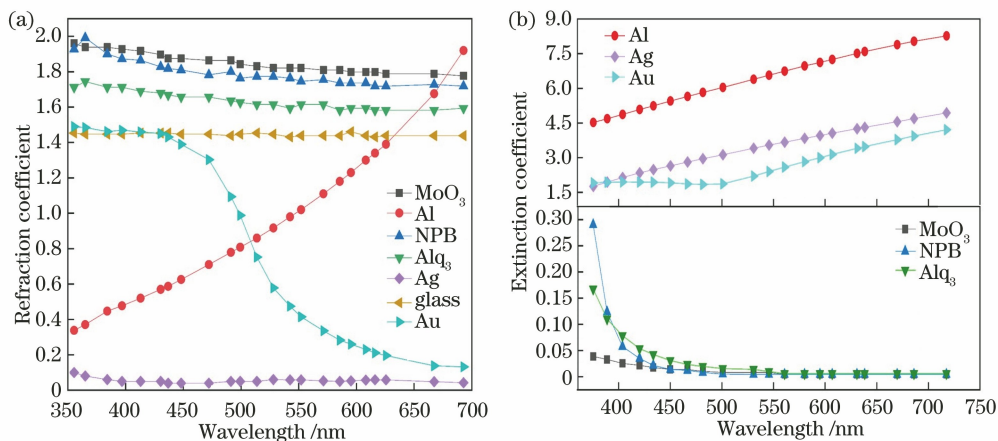 (a)
Refraction coefficient
2.0
1.8
1.6
1.4
1.2
1.0
0.8
0.6
0.4
0.2
0
MoO₃
Al
NPB
Alq₃
Ag
glass
Au
350 400 450 500 550 600 650 700
Wavelength /nm
(b)
Extinction coefficient
9.0
7.5
6.0
4.5
3.0
1.5
Al
Ag
Au
0.30
0.25
0.20
0.15
0.10
0.05
0
MoO₃
NPB
Alq₃
400 450 500 550 600 650 700 750
Wavelength /nm